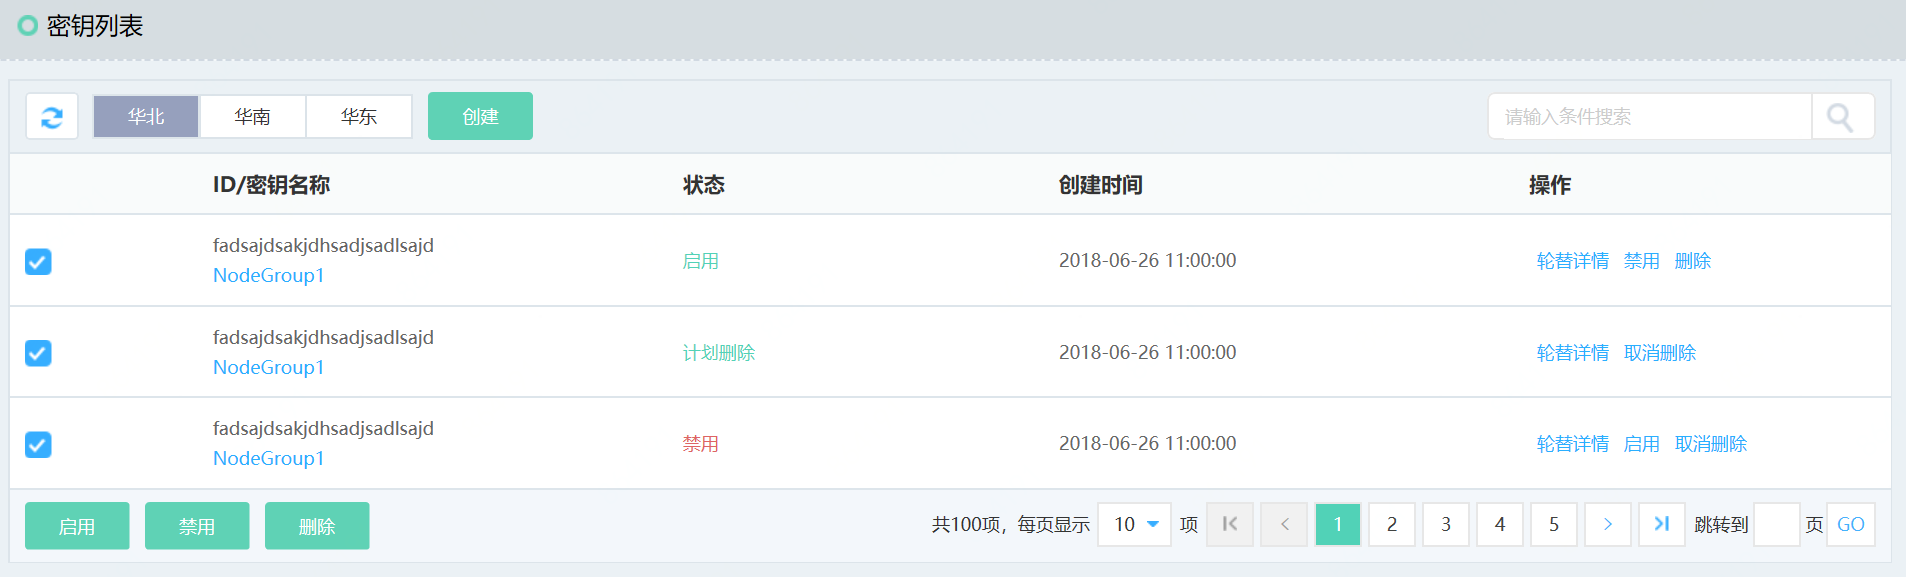 密钥列表
华北 华南 华东 创建 请输入条件搜索
ID/密钥名称 状态 创建时间 操作
fadsajdsakjdhsadjsadlsajd
NodeGroup1
启用 2018-06-26 11:00:00 轮替详情 禁用 删除
fadsajdsakjdhsadjsadlsajd
NodeGroup1
计划删除 2018-06-26 11:00:00 轮替详情 取消删除
fadsajdsakjdhsadjsadlsajd
NodeGroup1
禁用 2018-06-26 11:00:00 轮替详情 启用 取消删除
启用 禁用 删除 共100项，每页显示 10 项 1 2 3 4 5 跳转到 页 GO